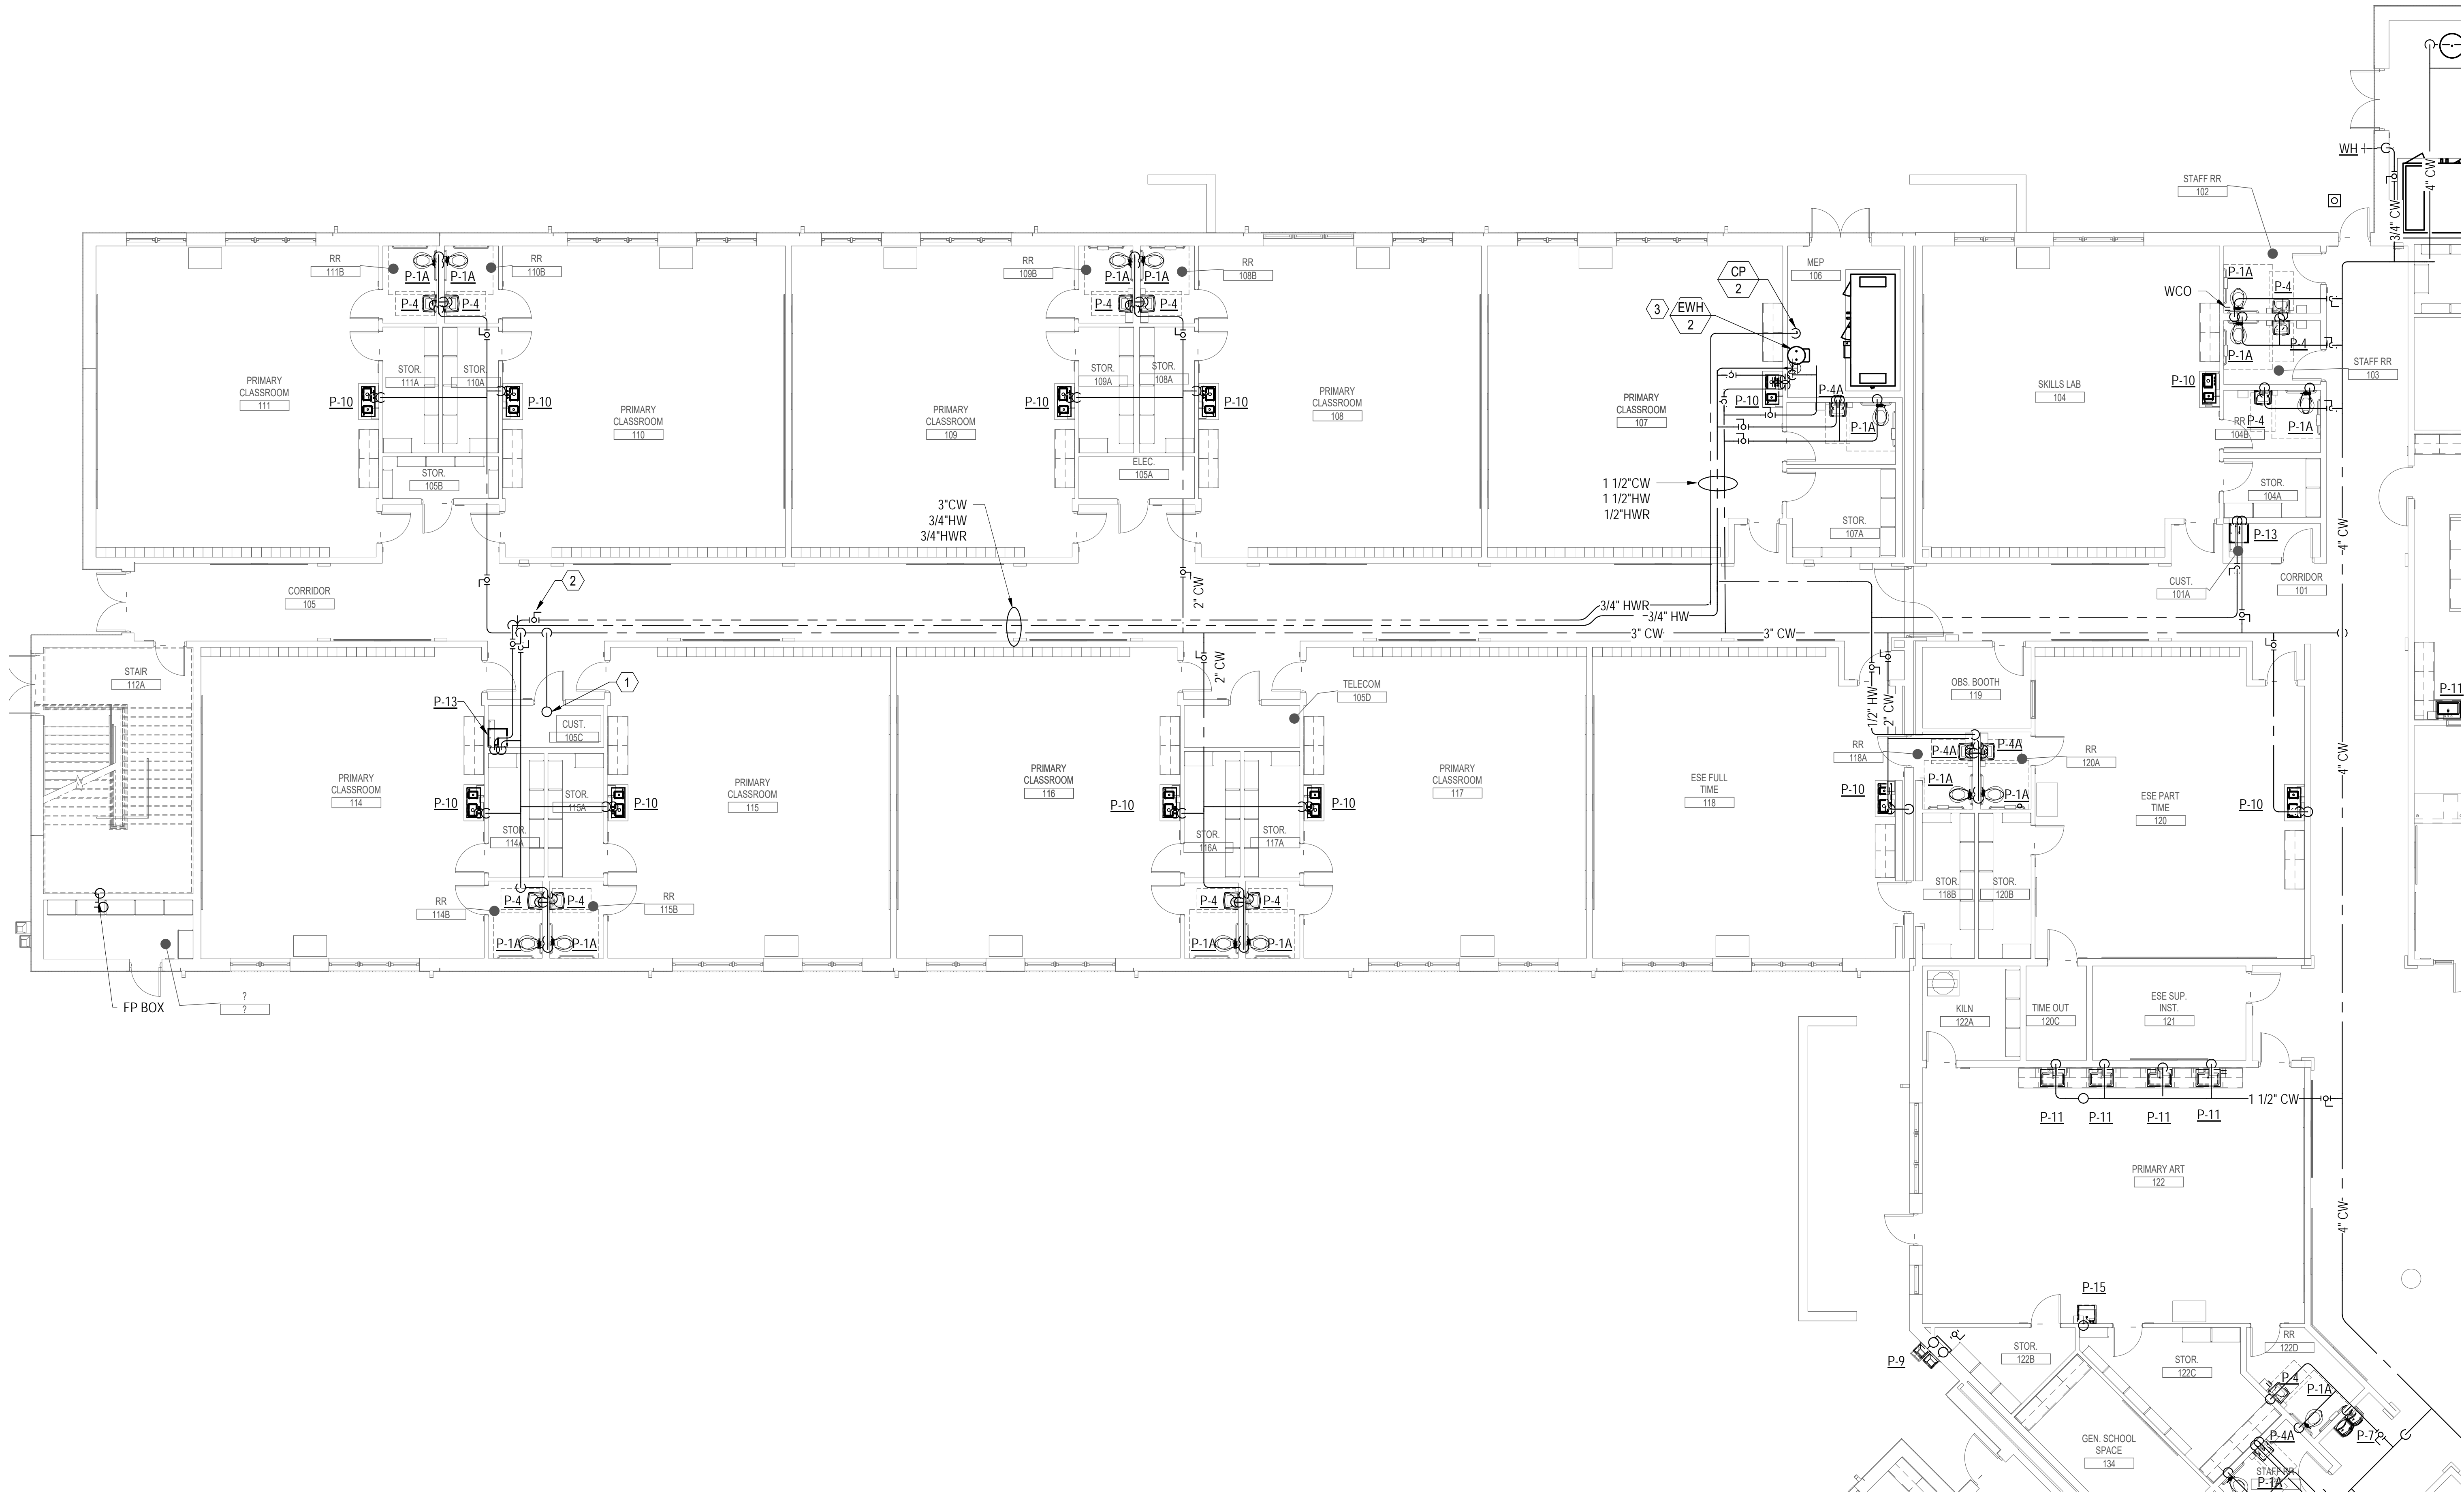 WH
4" CW
3/4" CW
STAFF RR
102
RR
111B
RR
110B
P-1A
P-1A
P-4
P-4
RR
109B
RR
108B
P-1A
P-1A
P-4
P-4
CP
2
3
EWH
2
MEP
106
WCO
P-1A
P-4
P-4
P-1A
STAFF RR
103
PRIMARY
CLASSROOM
111
STOR.
111A
STOR.
110A
P-10
P-10
PRIMARY
CLASSROOM
110
STOR.
105B
PRIMARY
CLASSROOM
109
STOR.
109A
STOR.
108A
P-10
P-10
ELEC.
105A
PRIMARY
CLASSROOM
108
PRIMARY
CLASSROOM
107
P-10
P-4A
P-1A
SKILLS LAB
104
P-10
RR
104B
P-4
P-1A
STOR.
104A
3"CW
3/4"HW
3/4"HWR
1 1/2"CW
1 1/2"HW
1/2"HWR
STOR.
107A
P-13
CUST.
101A
CORRIDOR
101
4" CW
CORRIDOR
105
2
2" CW
3/4" HWR
3/4" HW
3" CW
3" CW
STAIR
112A
P-13
1
CUST.
105C
2" CW
TELECOM
105D
1/2" HW
2" CW
OBS. BOOTH
119
RR
118A
P-4A
P-4A
RR
120A
P-1A
P-1A
4" CW
P-11
PRIMARY
CLASSROOM
114
P-10
STOR.
115A
P-10
STOR.
114A
PRIMARY
CLASSROOM
115
PRIMARY
CLASSROOM
116
P-10
STOR.
116A
STOR.
117A
P-10
PRIMARY
CLASSROOM
117
ESE FULL
TIME
118
P-10
ESE PART
TIME
120
P-10
RR
114B
P-4
P-4
RR
115B
P-1A
P-1A
P-4
P-4
P-1A
P-1A
STOR.
118B
STOR.
120B
FP BOX
?
?
KILN
122A
TIME OUT
120C
ESE SUP.
INST.
121
1 1/2" CW
P-11
P-11
P-11
P-11
PRIMARY ART
122
4" CW
P-15
P-9
STOR.
122B
STOR.
122C
RR
122D
P-4
P-1A
P-4A
P-7
GEN. SCHOOL
SPACE
134
STAFF RR
P-1A